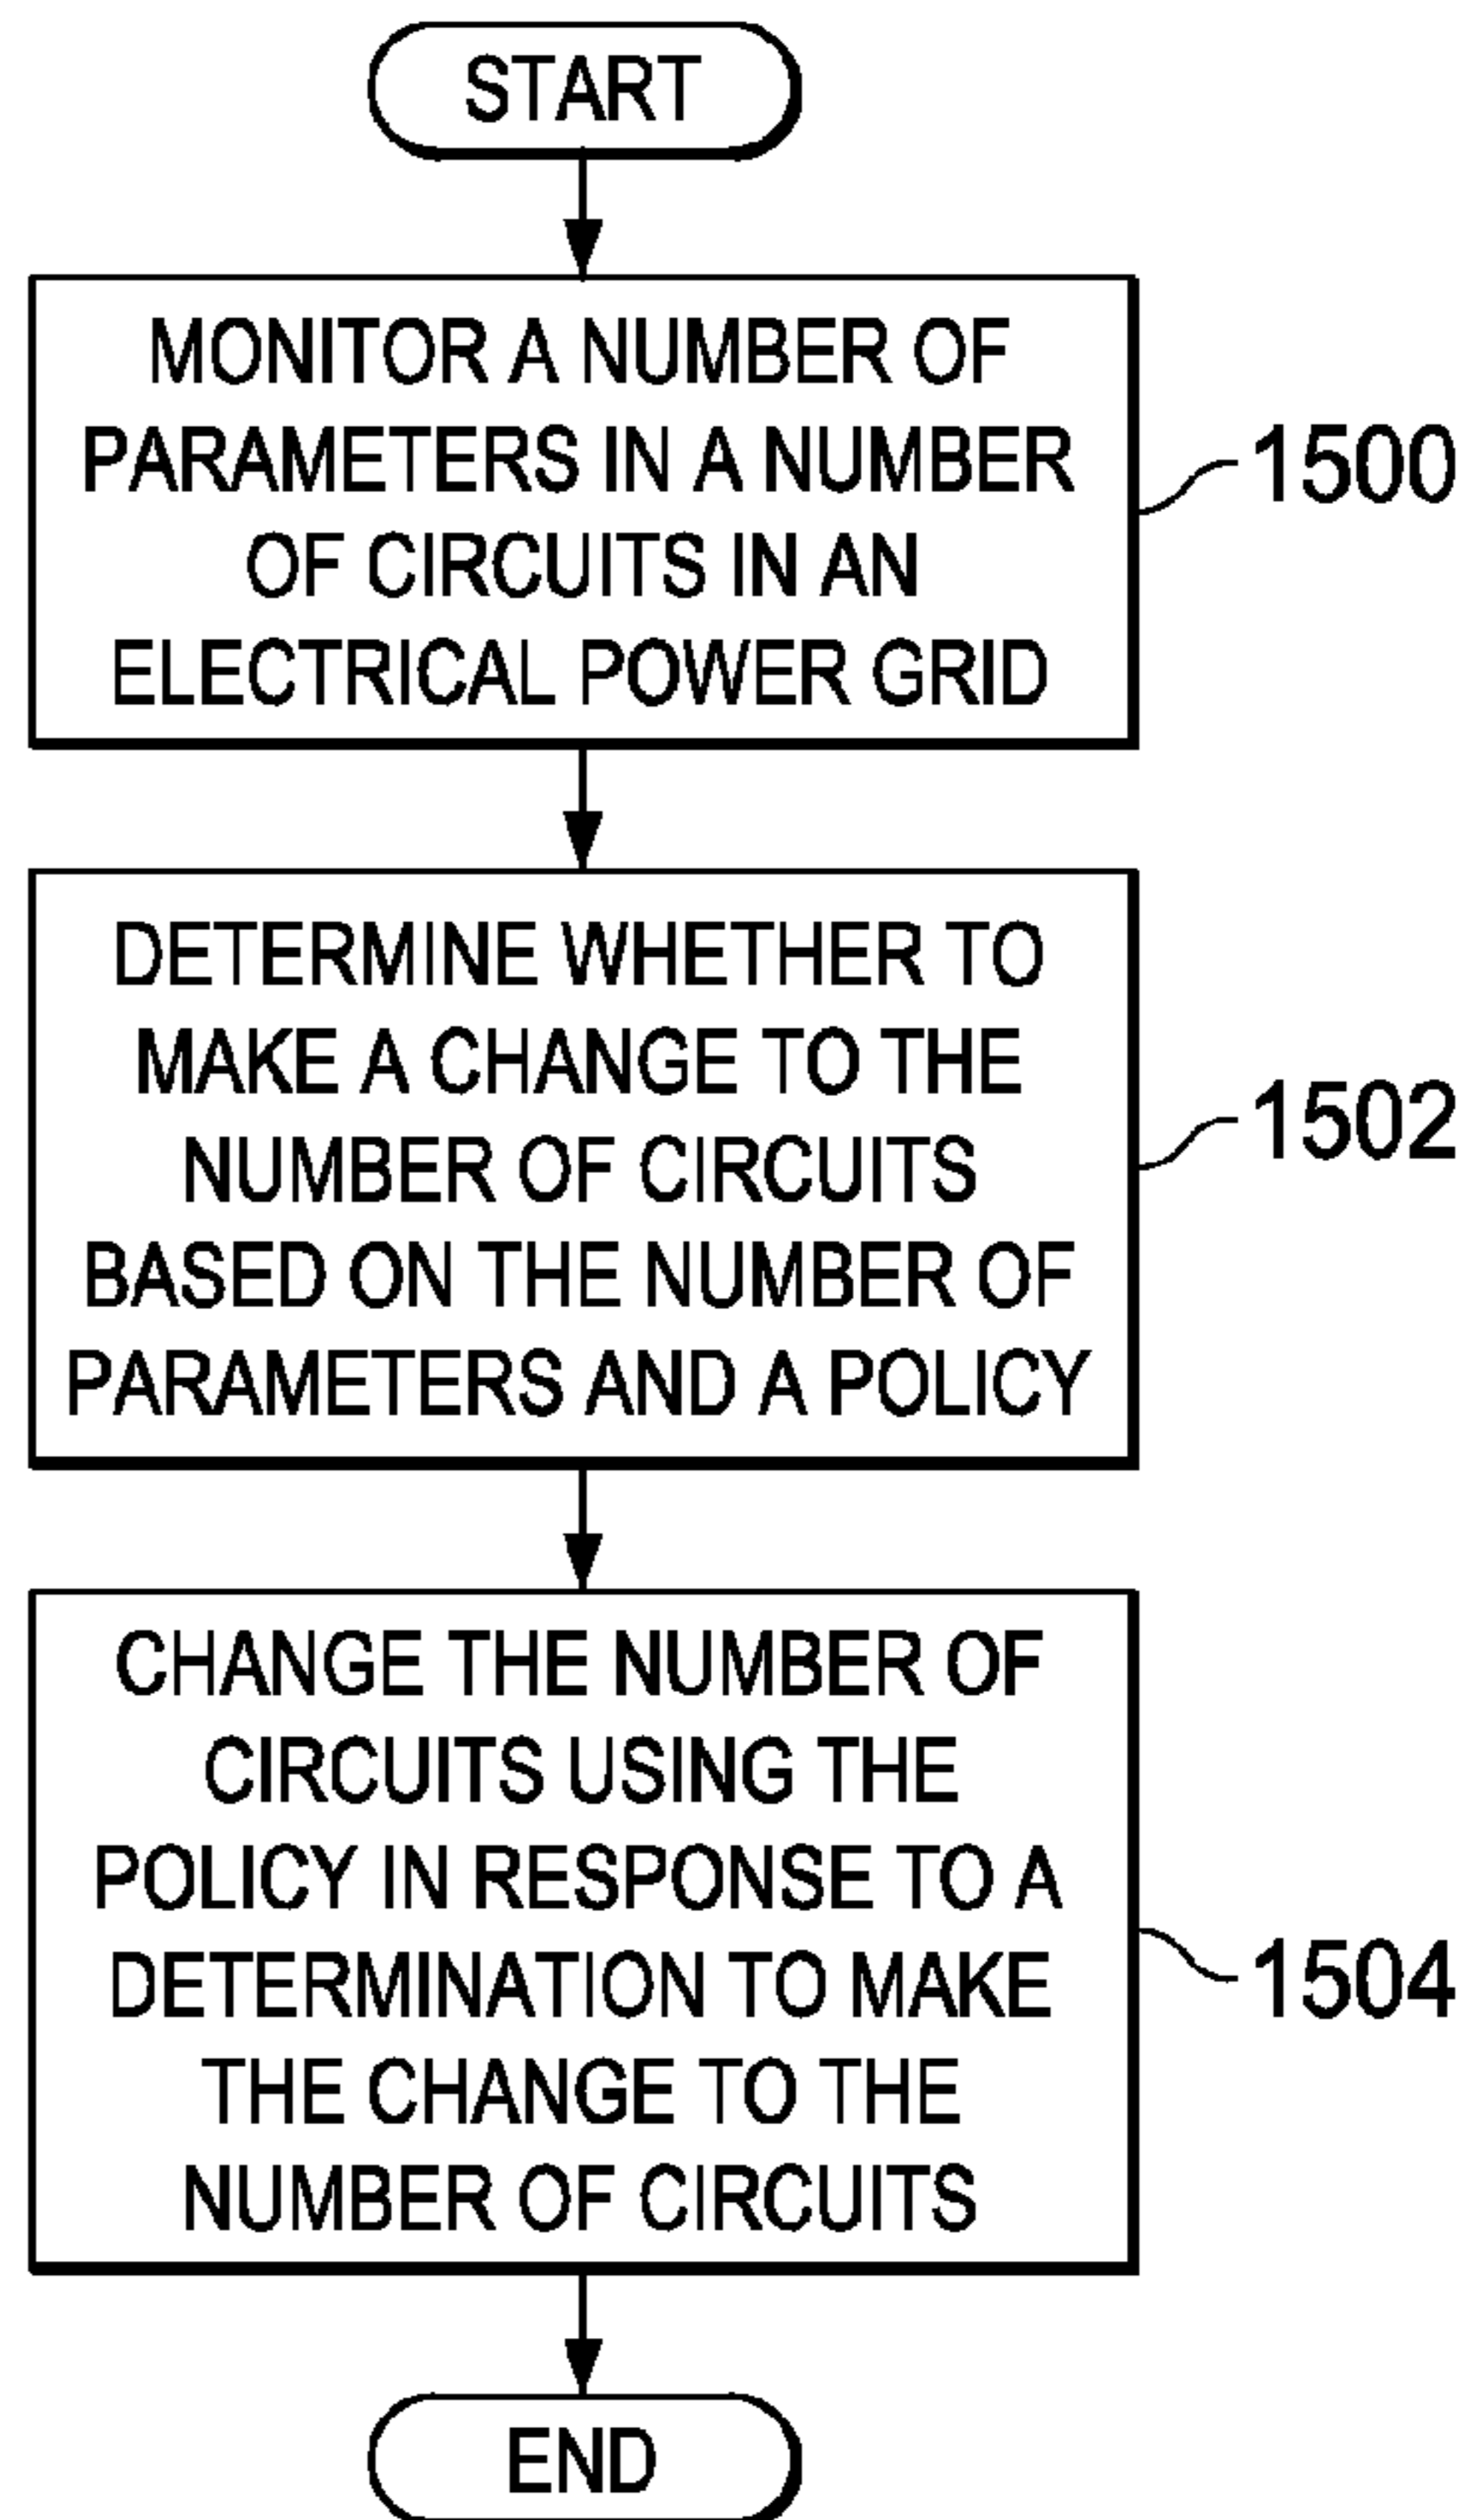 START
MONITOR A NUMBER OF
PARAMETERS IN A NUMBER
OF CIRCUITS IN AN
ELECTRICAL POWER GRID
1500
DETERMINE WHETHER TO
MAKE A CHANGE TO THE
NUMBER OF CIRCUITS
BASED ON THE NUMBER OF
PARAMETERS AND A POLICY
1502
CHANGE THE NUMBER OF
CIRCUITS USING THE
POLICY IN RESPONSE TO A
DETERMINATION TO MAKE
THE CHANGE TO THE
NUMBER OF CIRCUITS
1504
END